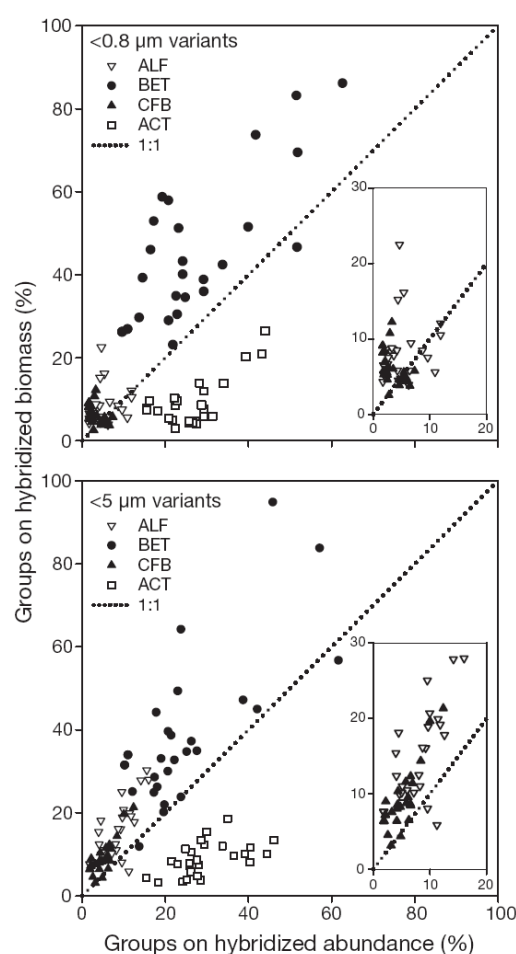 100
<0.8 µm variants
ALF
BET
CFB
ACT
1:1
80
60
40
20
0
30
20
10
0
0 10 20
Groups on hybridized biomass (%)
100
<5 µm variants
ALF
BET
CFB
ACT
1:1
80
60
40
20
0
30
20
10
0
0 10 20
0 20 40 60 80 100
Groups on hybridized abundance (%)